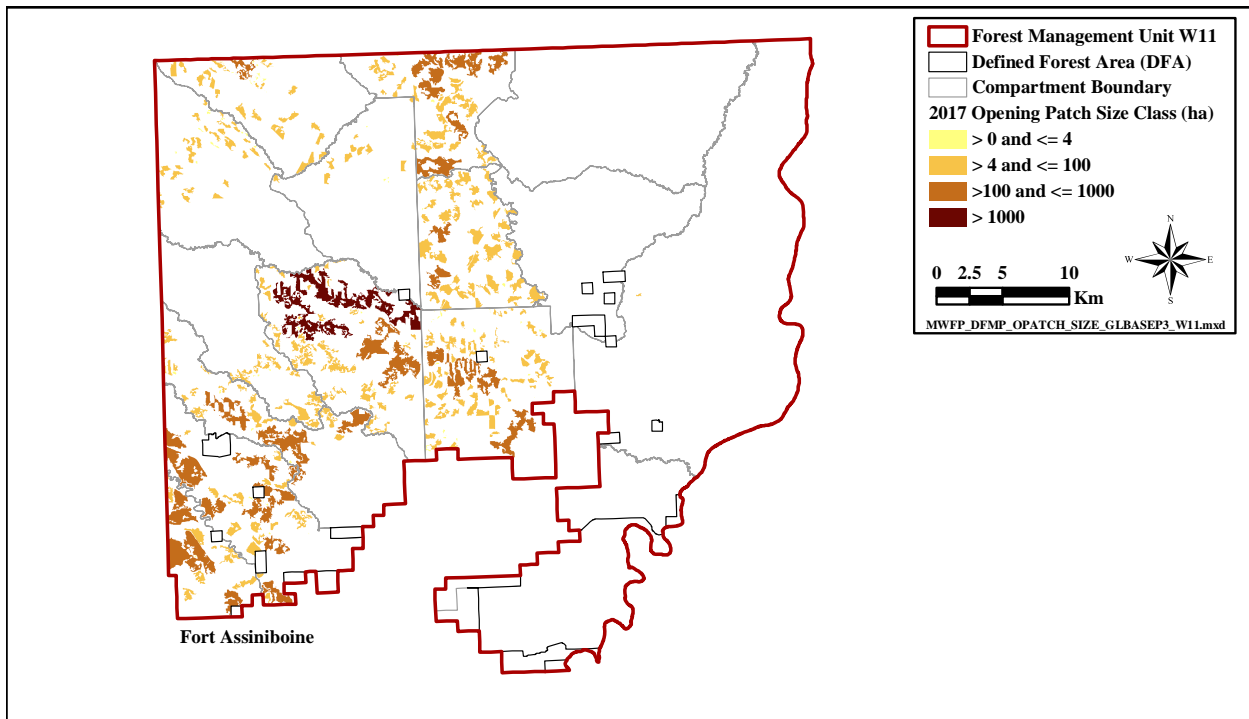 Forest Management Unit W11
Defined Forest Area (DFA)
Compartment Boundary
2017 Opening Patch Size Class (ha)
> 0 and <= 4
> 4 and <= 100
>100 and <= 1000
> 1000
N
W E
S
0 2.5 5 10
Km
MWFP_DFMP_OPATCH_SIZE_GLBASEP3_W11.mxd
Fort Assiniboine